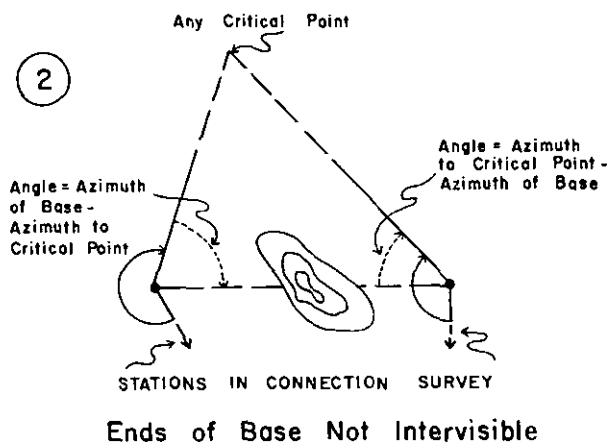 Any Critical Point
2
Angle = Azimuth
to Critical Point -
Azimuth of Base
Angle = Azimuth
of Base -
Azimuth to
Critical Point
STATIONS IN CONNECTION SURVEY
Ends of Base Not Intervisible